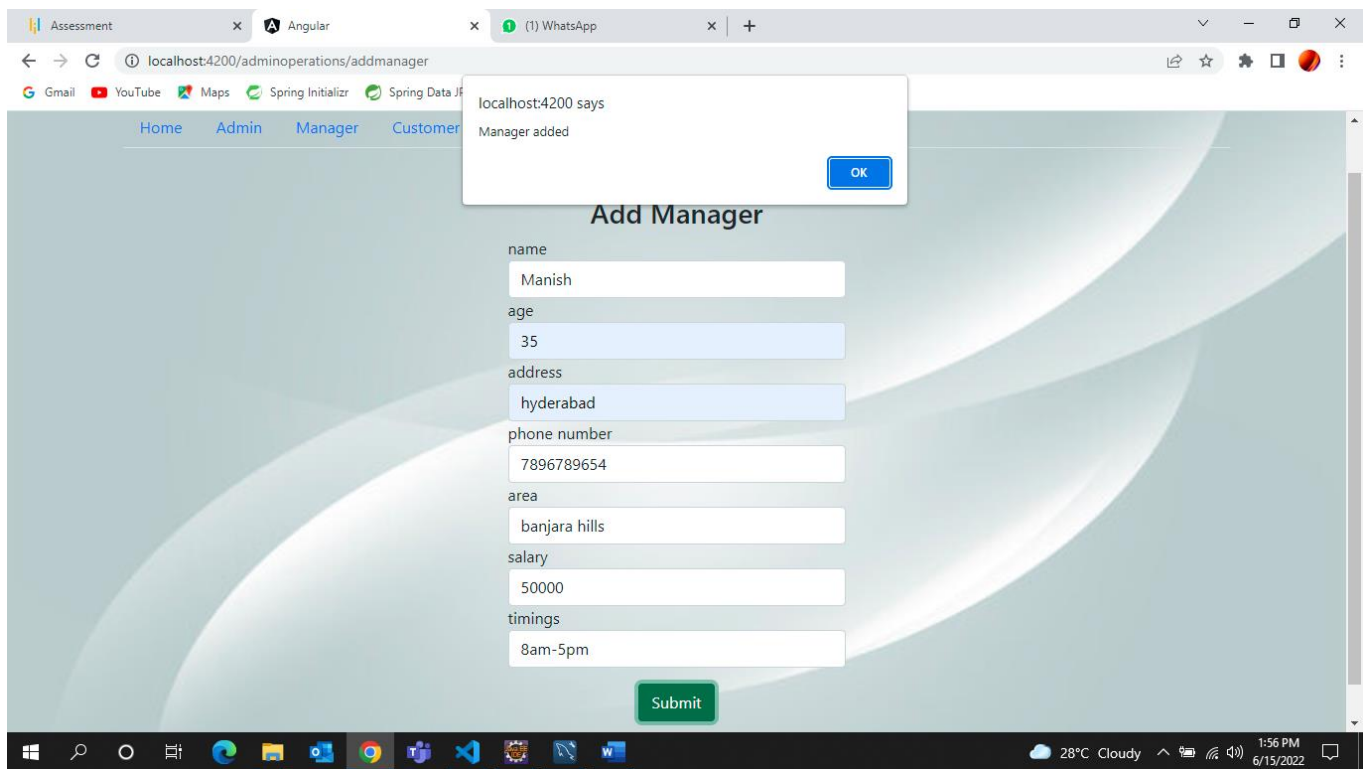 Assessment
Angular
(1) WhatsApp
localhost:4200/adminoperations/addmanager
Gmail YouTube Maps Spring Initializr Spring Data
localhost:4200 says
Manager added
OK
Home Admin Manager Customer
Add Manager
name
Manish
age
35
address
hyderabad
phone number
7896789654
area
banjara hills
salary
50000
timings
8am-5pm
Submit
28°C Cloudy
1:56 PM
6/15/2022